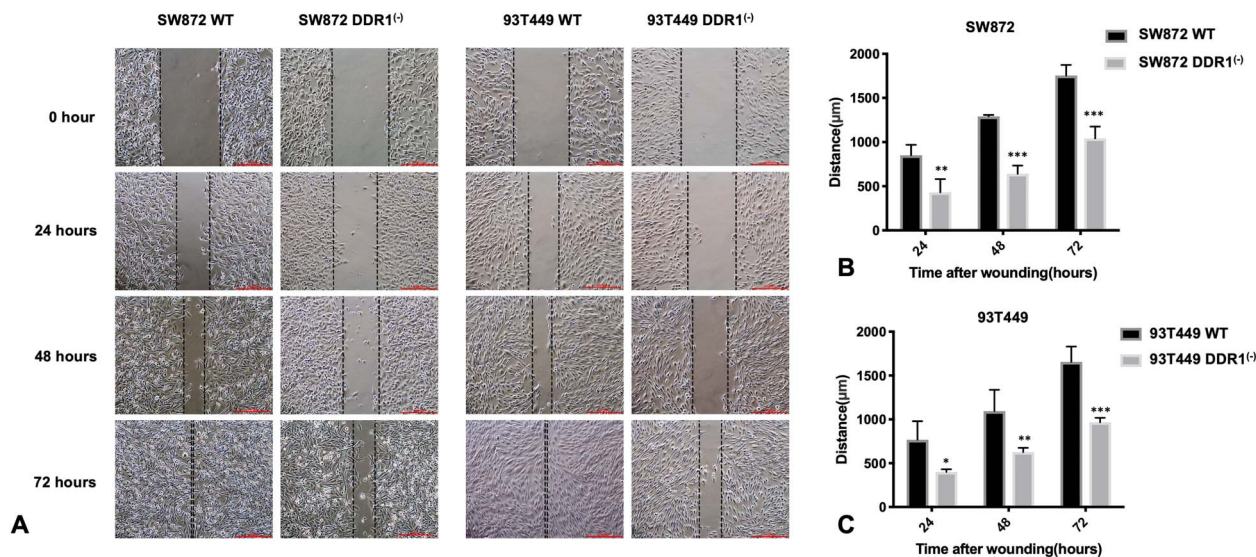 SW872 WT
SW872 DDR1(-)
93T449 WT
93T449 DDR1(-)
0 hour
24 hours
48 hours
72 hours
A
SW872
SW872 WT
SW872 DDR1(-)
Distance(μm)
2000
1500
1000
500
0
**
***
***
24
48
72
Time after wounding(hours)
B
93T449
93T449 WT
93T449 DDR1(-)
Distance(μm)
2000
1500
1000
500
0
*
**
***
24
48
72
Time after wounding(hours)
C